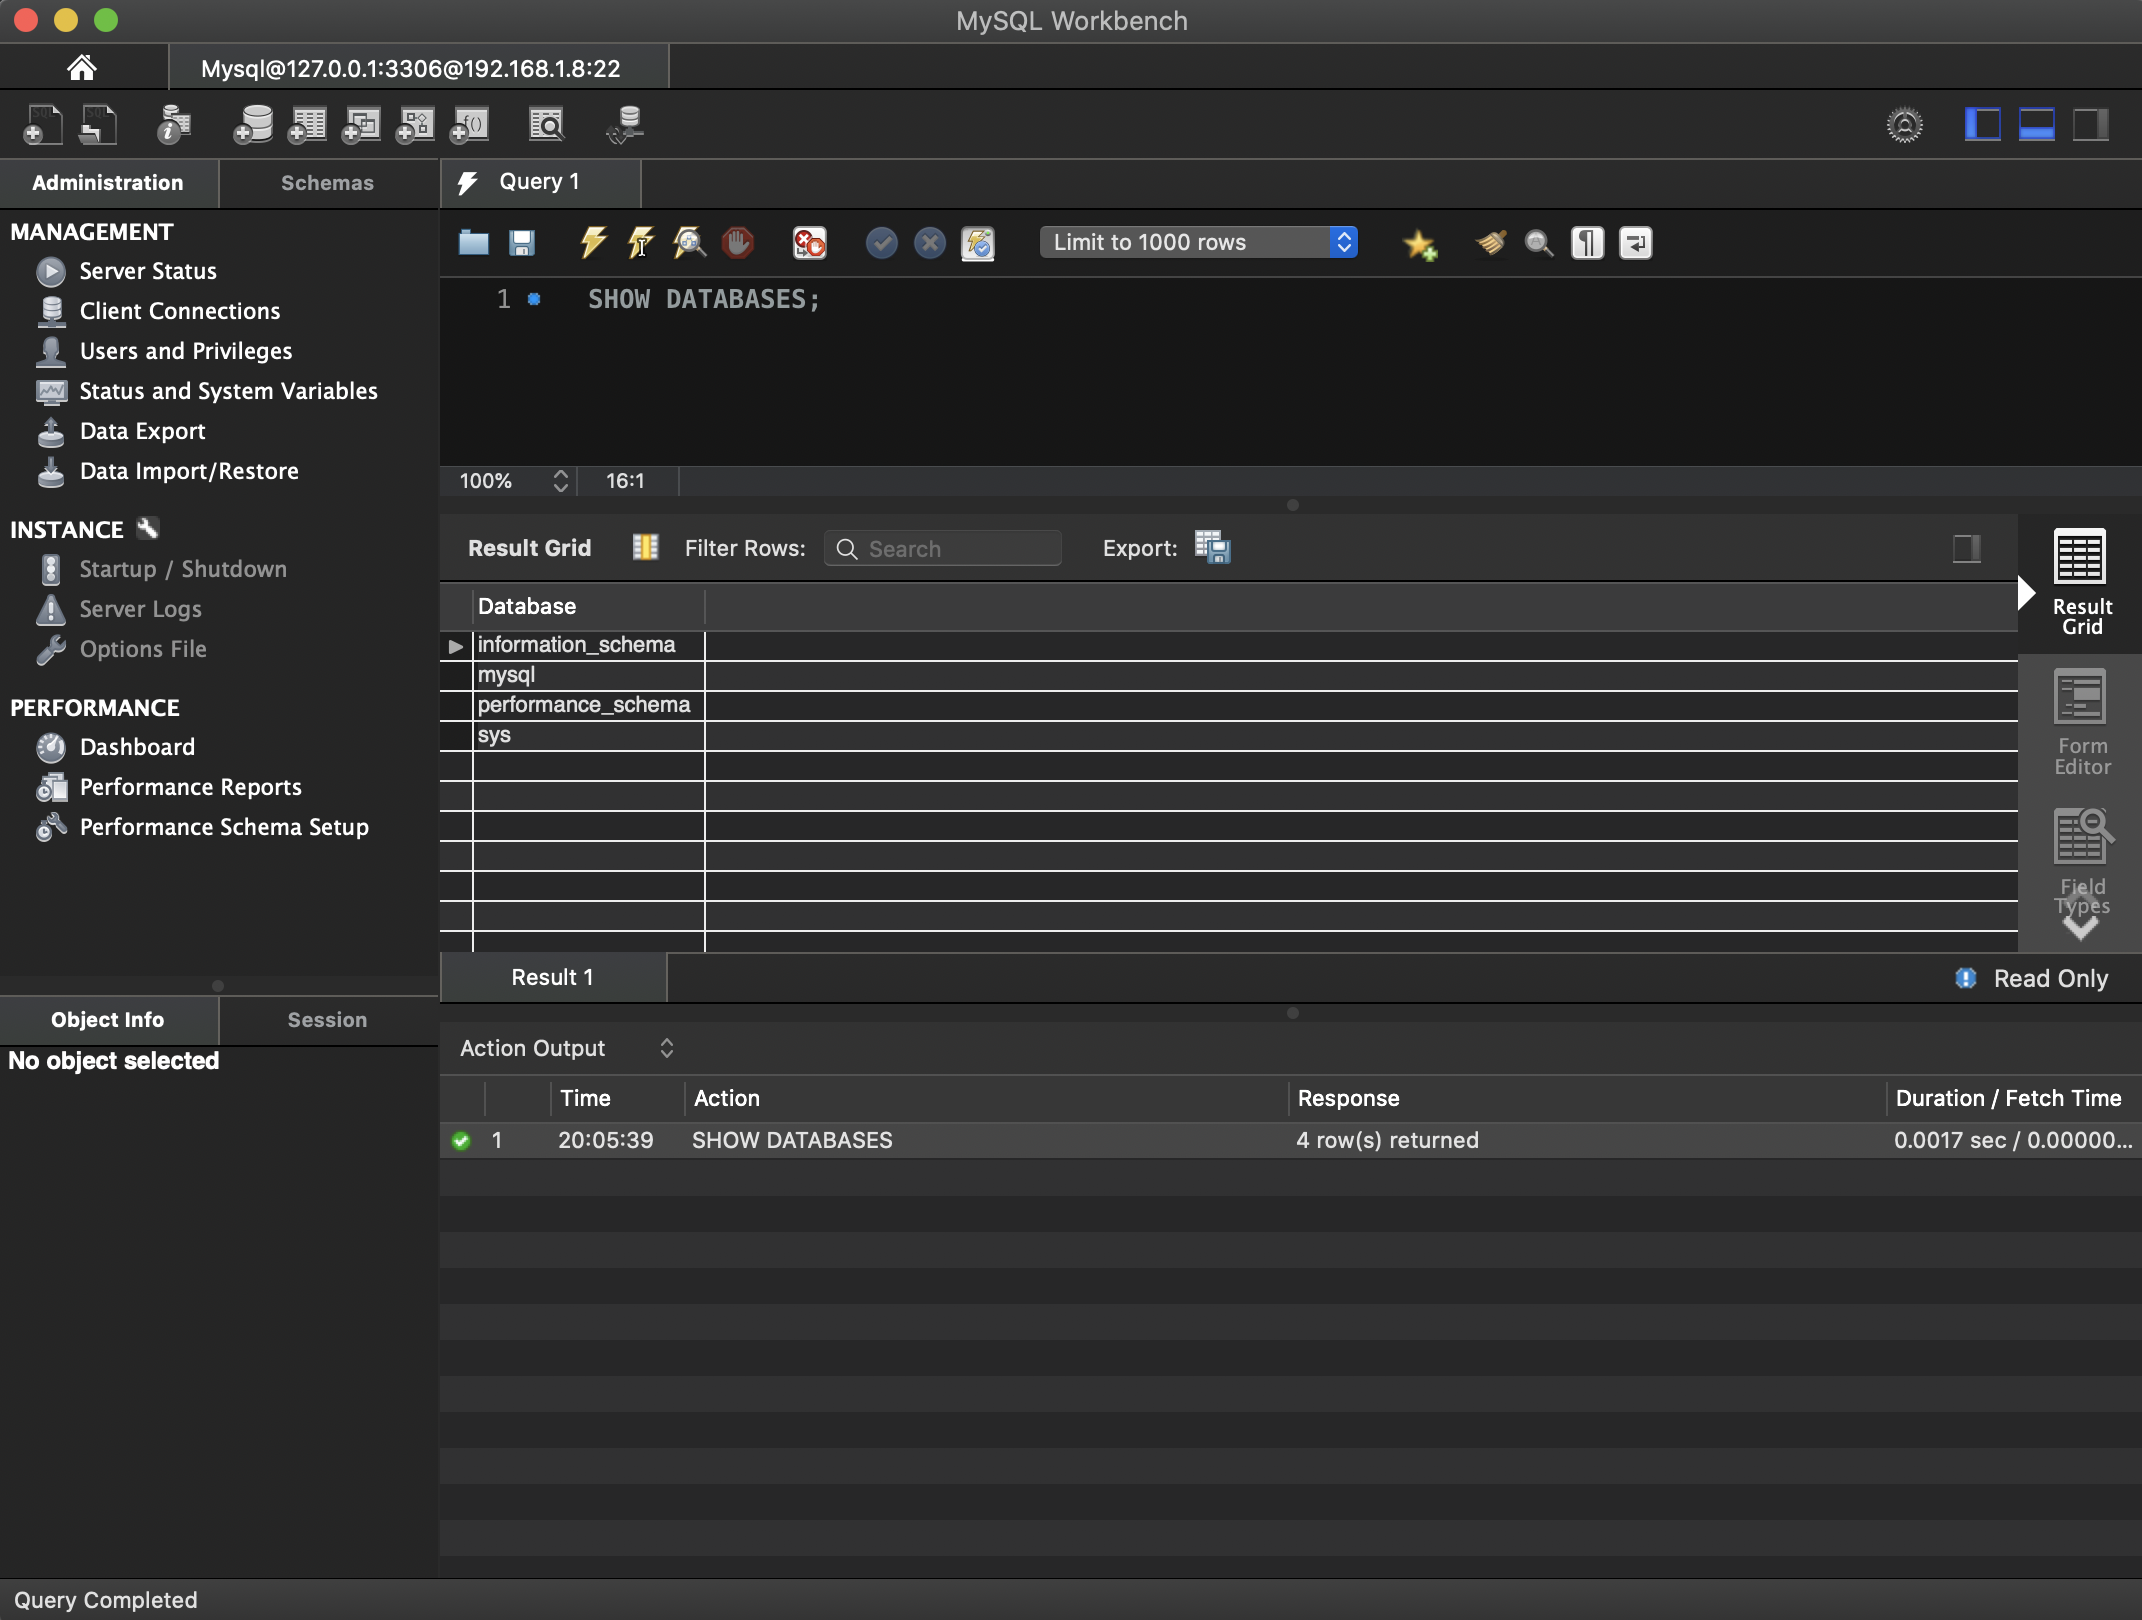 MySQL Workbench
Mysql@127.0.0.1:3306@192.168.1.8:22
Administration
Schemas
MANAGEMENT
Server Status
Client Connections
Users and Privileges
Status and System Variables
Data Export
Data Import/Restore
INSTANCE
Startup / Shutdown
Server Logs
Options File
PERFORMANCE
Dashboard
Performance Reports
Performance Schema Setup
Object Info
Session
No object selected
Query 1
Limit to 1000 rows
1 SHOW DATABASES;
100% 16:1
Result Grid Filter Rows: Search Export:
Database
information_schema
mysql
performance_schema
sys
Result
Grid
Form
Editor
Field
Types
Result 1
Read Only
Action Output
Time Action Response Duration / Fetch Time
1 20:05:39 SHOW DATABASES 4 row(s) returned 0.0017 sec / 0.00000...
Query Completed